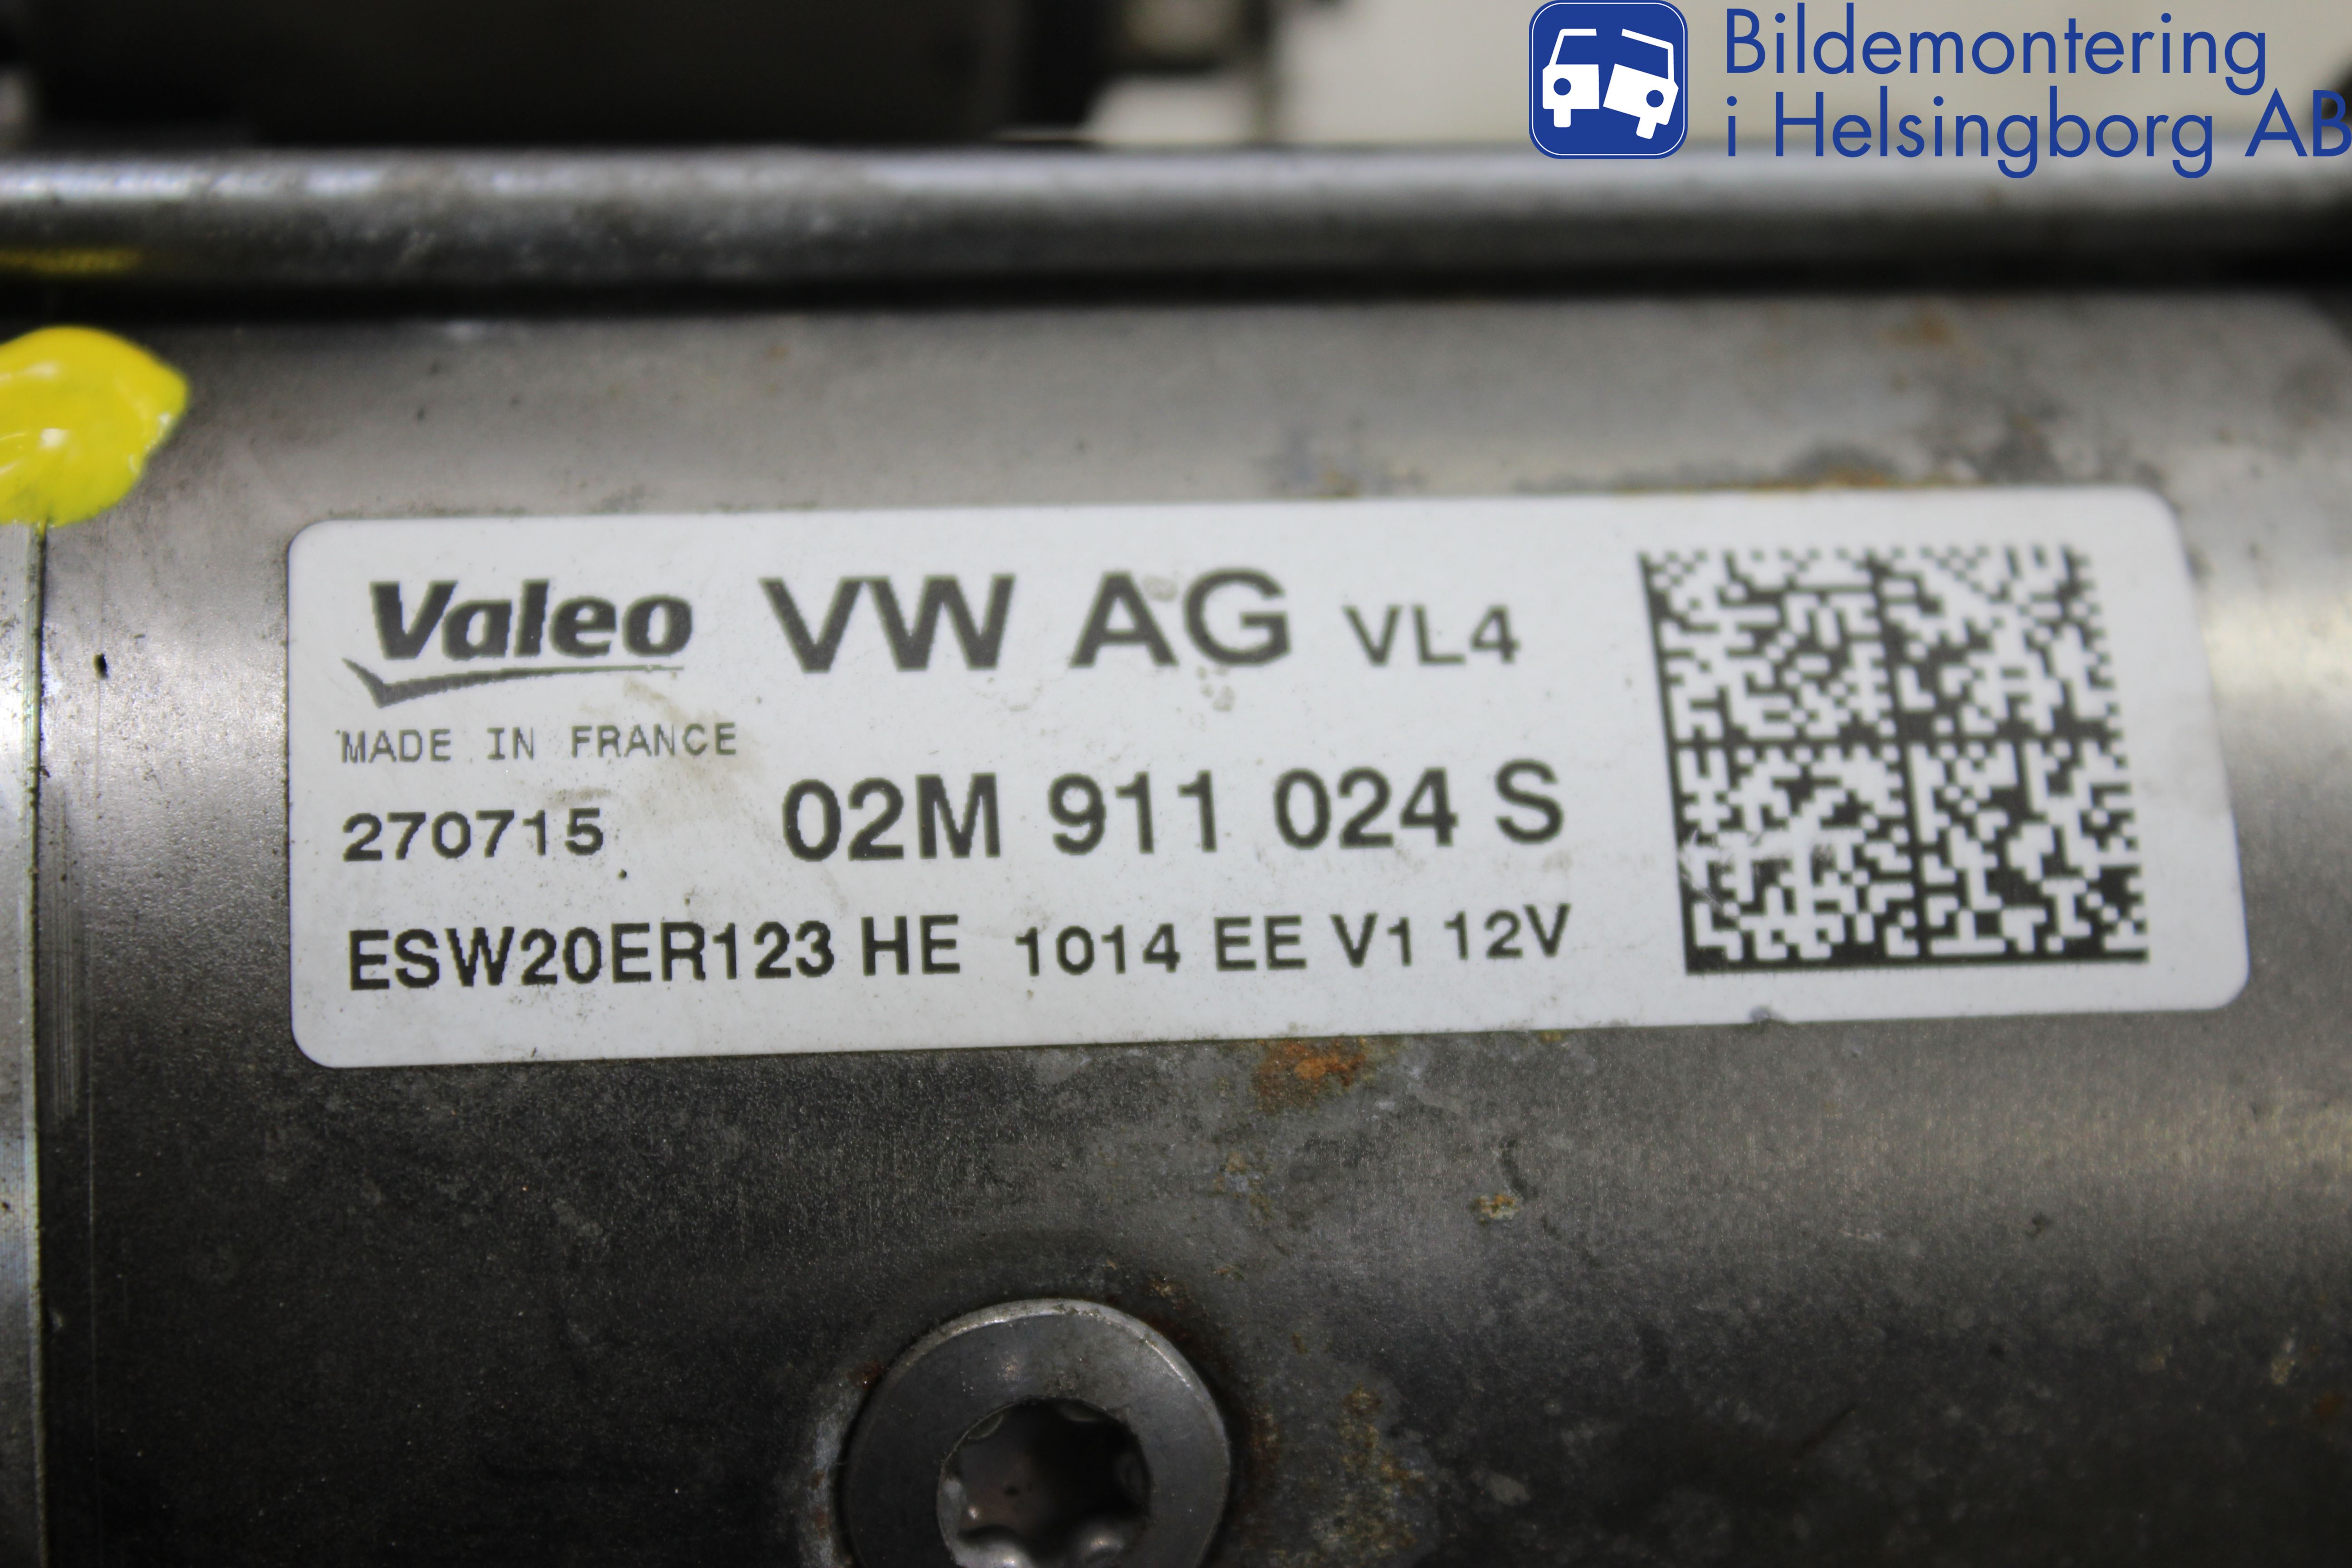 Bildemontering
i Helsingborg AB
Valeo VW AG VL4
MADE IN FRANCE
270715 02M 911 024 S
ESW20ER123 HE 1014 EE V1 12V